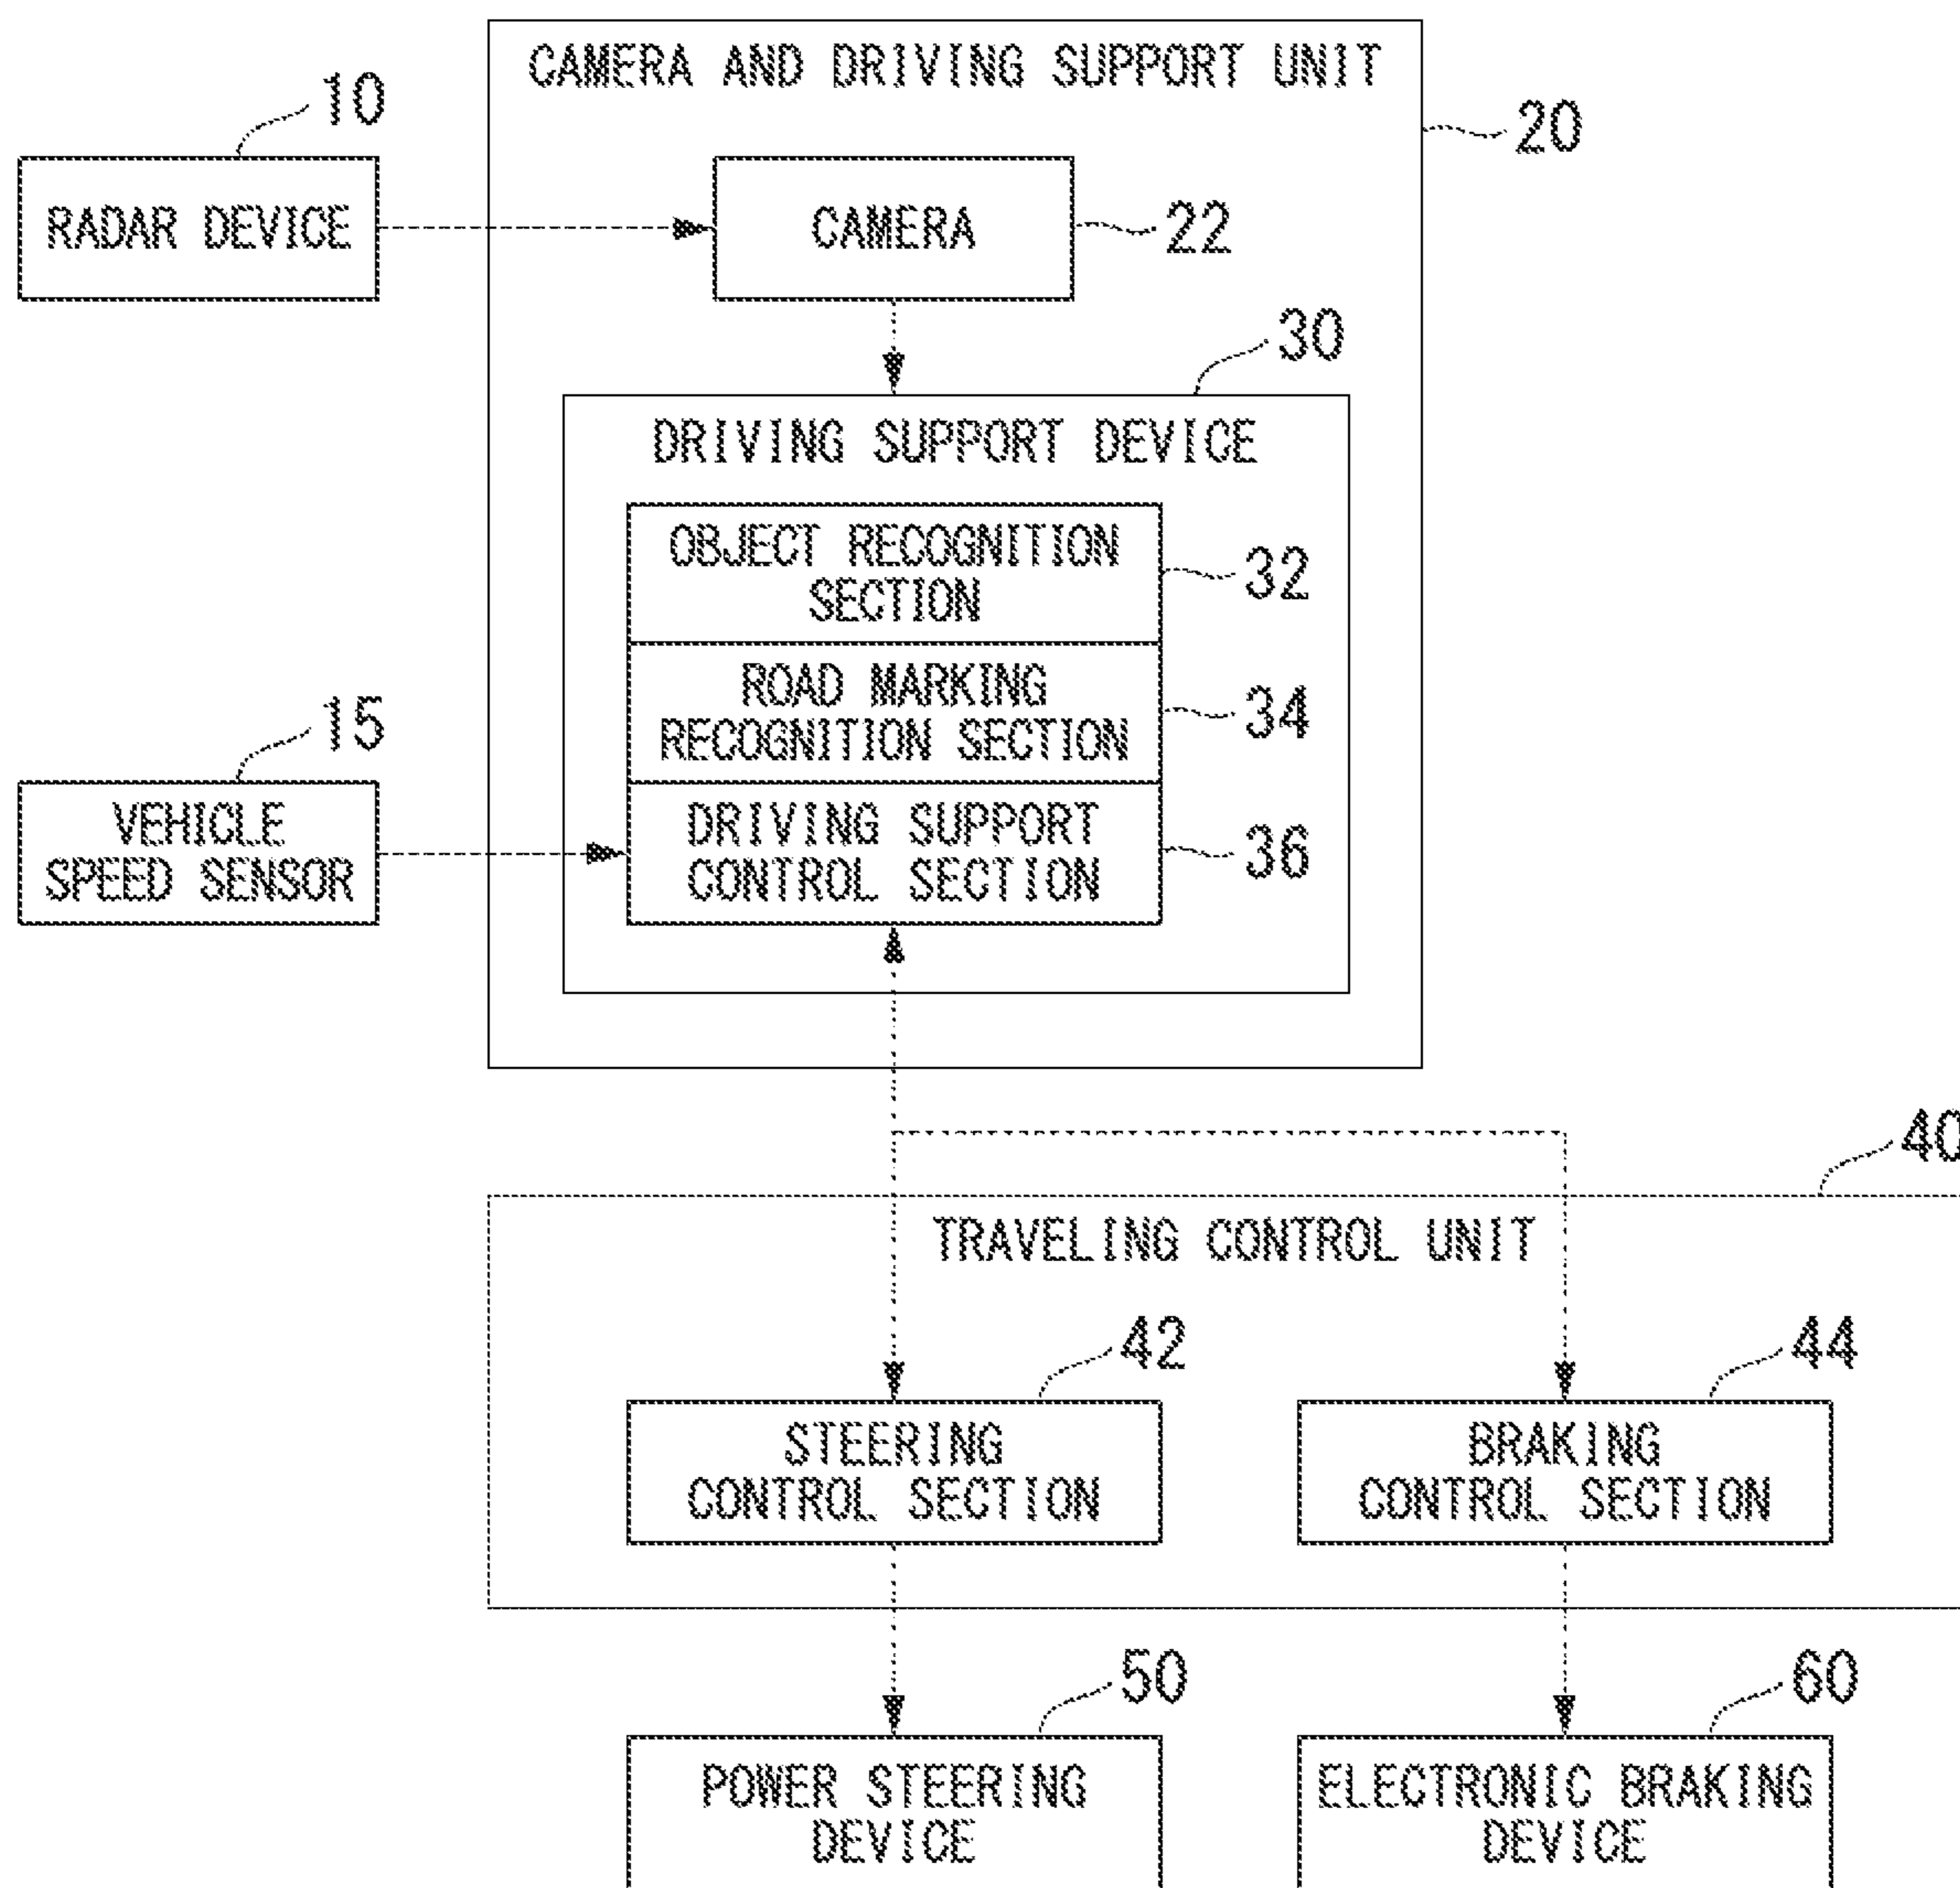 CAMERA AND DRIVING SUPPORT UNIT
10
20
RADAR DEVICE
CAMERA
22
30
DRIVING SUPPORT DEVICE
OBJECT RECOGNITION
SECTION
32
ROAD MARKING
RECOGNITION SECTION
34
15
VEHICLE
SPEED SENSOR
DRIVING SUPPORT
CONTROL SECTION
36
40
TRAVELING CONTROL UNIT
42
44
STEERING
CONTROL SECTION
BRAKING
CONTROL SECTION
50
60
POWER STEERING
DEVICE
ELECTRONIC BRAKING
DEVICE